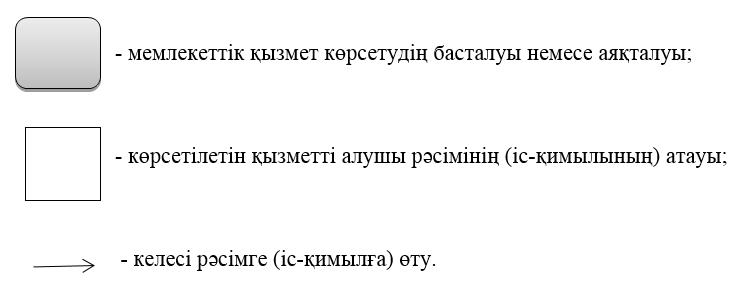 - мемлекеттік қызмет көрсетудің басталуы немесе аяқталуы;
- көрсетілетін қызметті алушы рәсімінің (іс-қимылының) атауы;
- келесі рәсімге (іс-қимылға) өту.